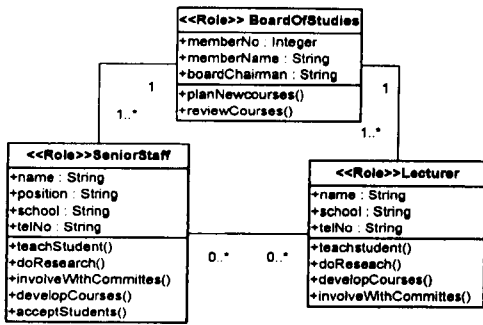 <<Role>> BoardOfStudies
+memberNo : Integer
+memberName : String
+boardChairman : String
+planNewcourses()
+reviewCourses()
1
1
1..*
1..*
<<Role>>SeniorStaff
+name : String
+position : String
+school : String
+telNo : String
+teachStudent()
+doResearch()
+involveWithCommittes()
+developCourses()
+acceptStudents()
0..*
0..*
<<Role>>Lecturer
+name : String
+school : String
+telNo : String
+teachstudent()
+doReseach()
+developCourses()
+involveWithCommittes()